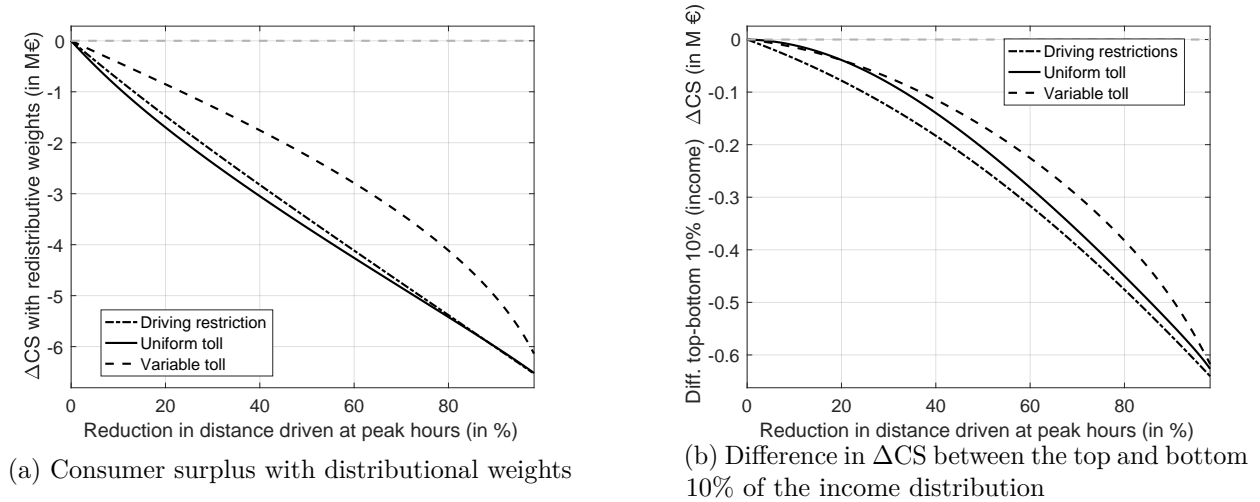 ΔCS with redistributive weights (in M€)
0
-1
-2
-3
-4
-5
-6
Driving restriction
Uniform toll
Variable toll
0 20 40 60 80
Reduction in distance driven at peak hours (in %)
(a) Consumer surplus with distributional weights
Diff. top-bottom 10% (income) ΔCS (in M €)
0
-0.1
-0.2
-0.3
-0.4
-0.5
-0.6
Driving restrictions
Uniform toll
Variable toll
0 20 40 60 80
Reduction in distance driven at peak hours (in %)
(b) Difference in ΔCS between the top and bottom
10% of the income distribution